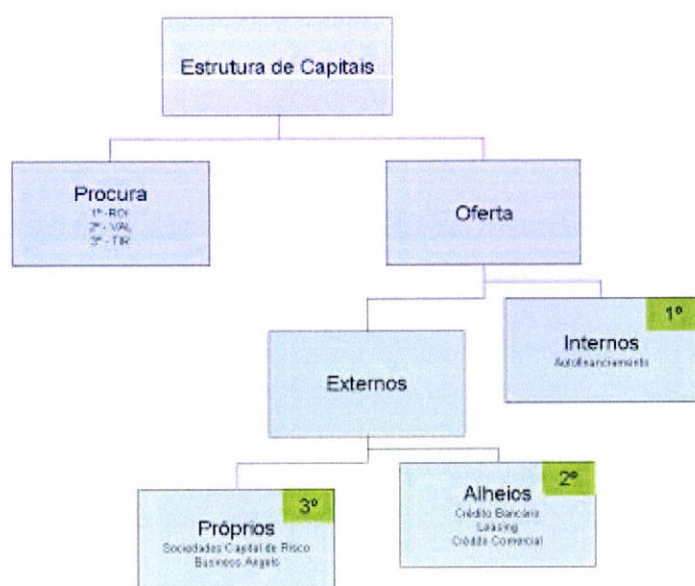 Estrutura de Capitais
Procura
1º - ROI
2º - VAL
3º - TIR
Oferta
1º
Internos
Autofinanciamento
Externos
3º
Próprios
Sociedades Capital de Risco
Business Angels
2º
Alheios
Crédito Bancário
Leasing
Crédito Comercial